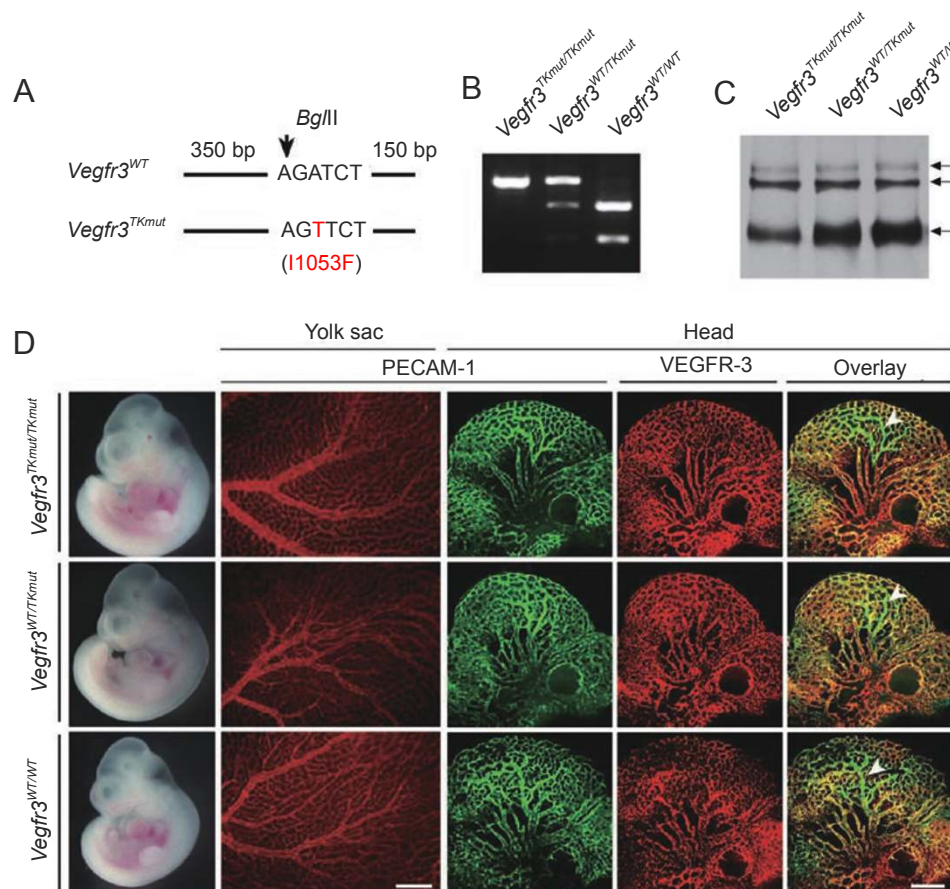 A
BglII
350 bp
150 bp
Vegfr3WT
AGATCT
Vegfr3TKmut
AGTTCT
(I1053F)
B
Vegfr3TKmut/TKmut
Vegfr3WT/TKmut
Vegfr3WT/WT
C
Vegfr3TKmut/TKmut
Vegfr3WT/TKmut
Vegfr3WT/
D
Yolk sac
Head
PECAM-1
VEGFR-3
Overlay
Vegfr3TKmut/TKmut
Vegfr3WT/TKmut
Vegfr3WT/WT